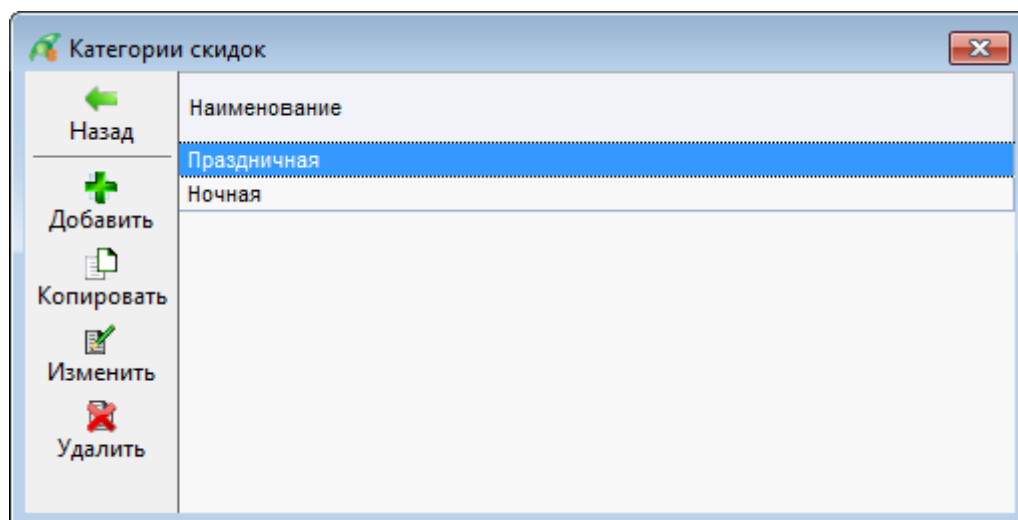 Категории скидок
Назад
Добавить
Копировать
Изменить
Удалить
Наименование
Праздничная
Ночная